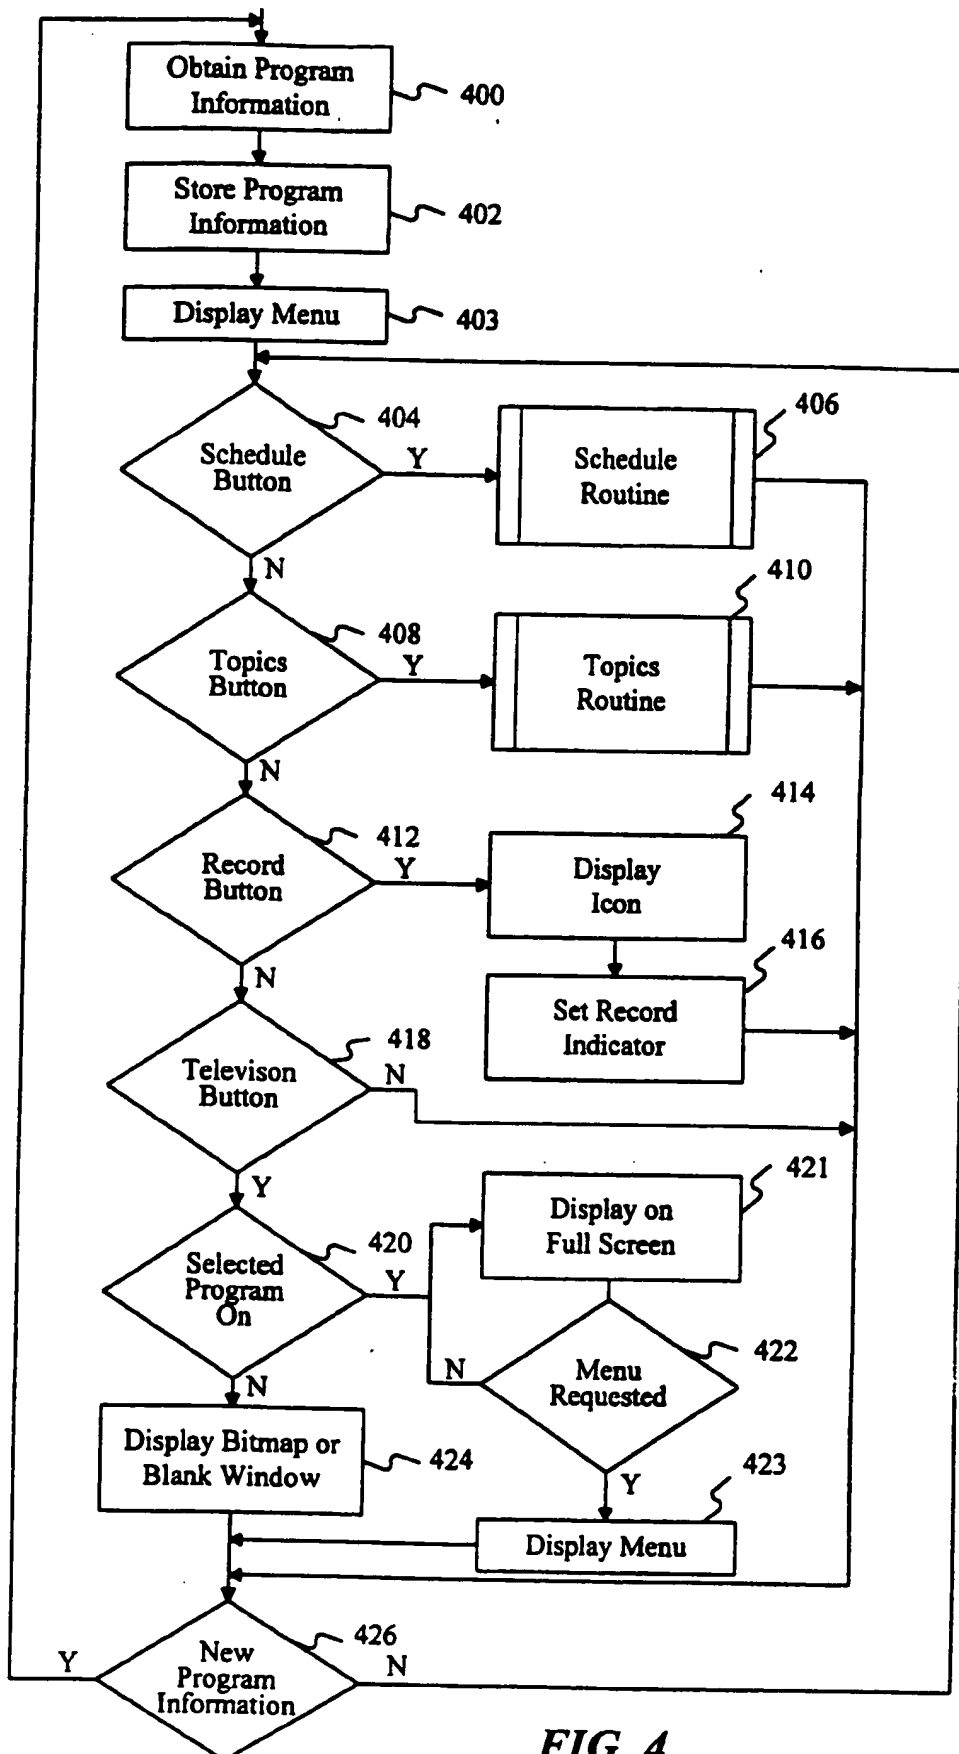 Obtain Program
Information
400
Store Program
Information
402
Display Menu
403
404
Schedule
Button
Y
N
406
Schedule
Routine
408
Topics
Button
Y
N
410
Topics
Routine
412
Record
Button
Y
N
414
Display
Icon
416
Set Record
Indicator
418
Televison
Button
N
Y
420
Selected
Program
On
Y
N
421
Display on
Full Screen
422
Menu
Requested
N
Y
423
Display Menu
Display Bitmap or
Blank Window
424
426
New
Program
Information
Y
N
FIG. 4